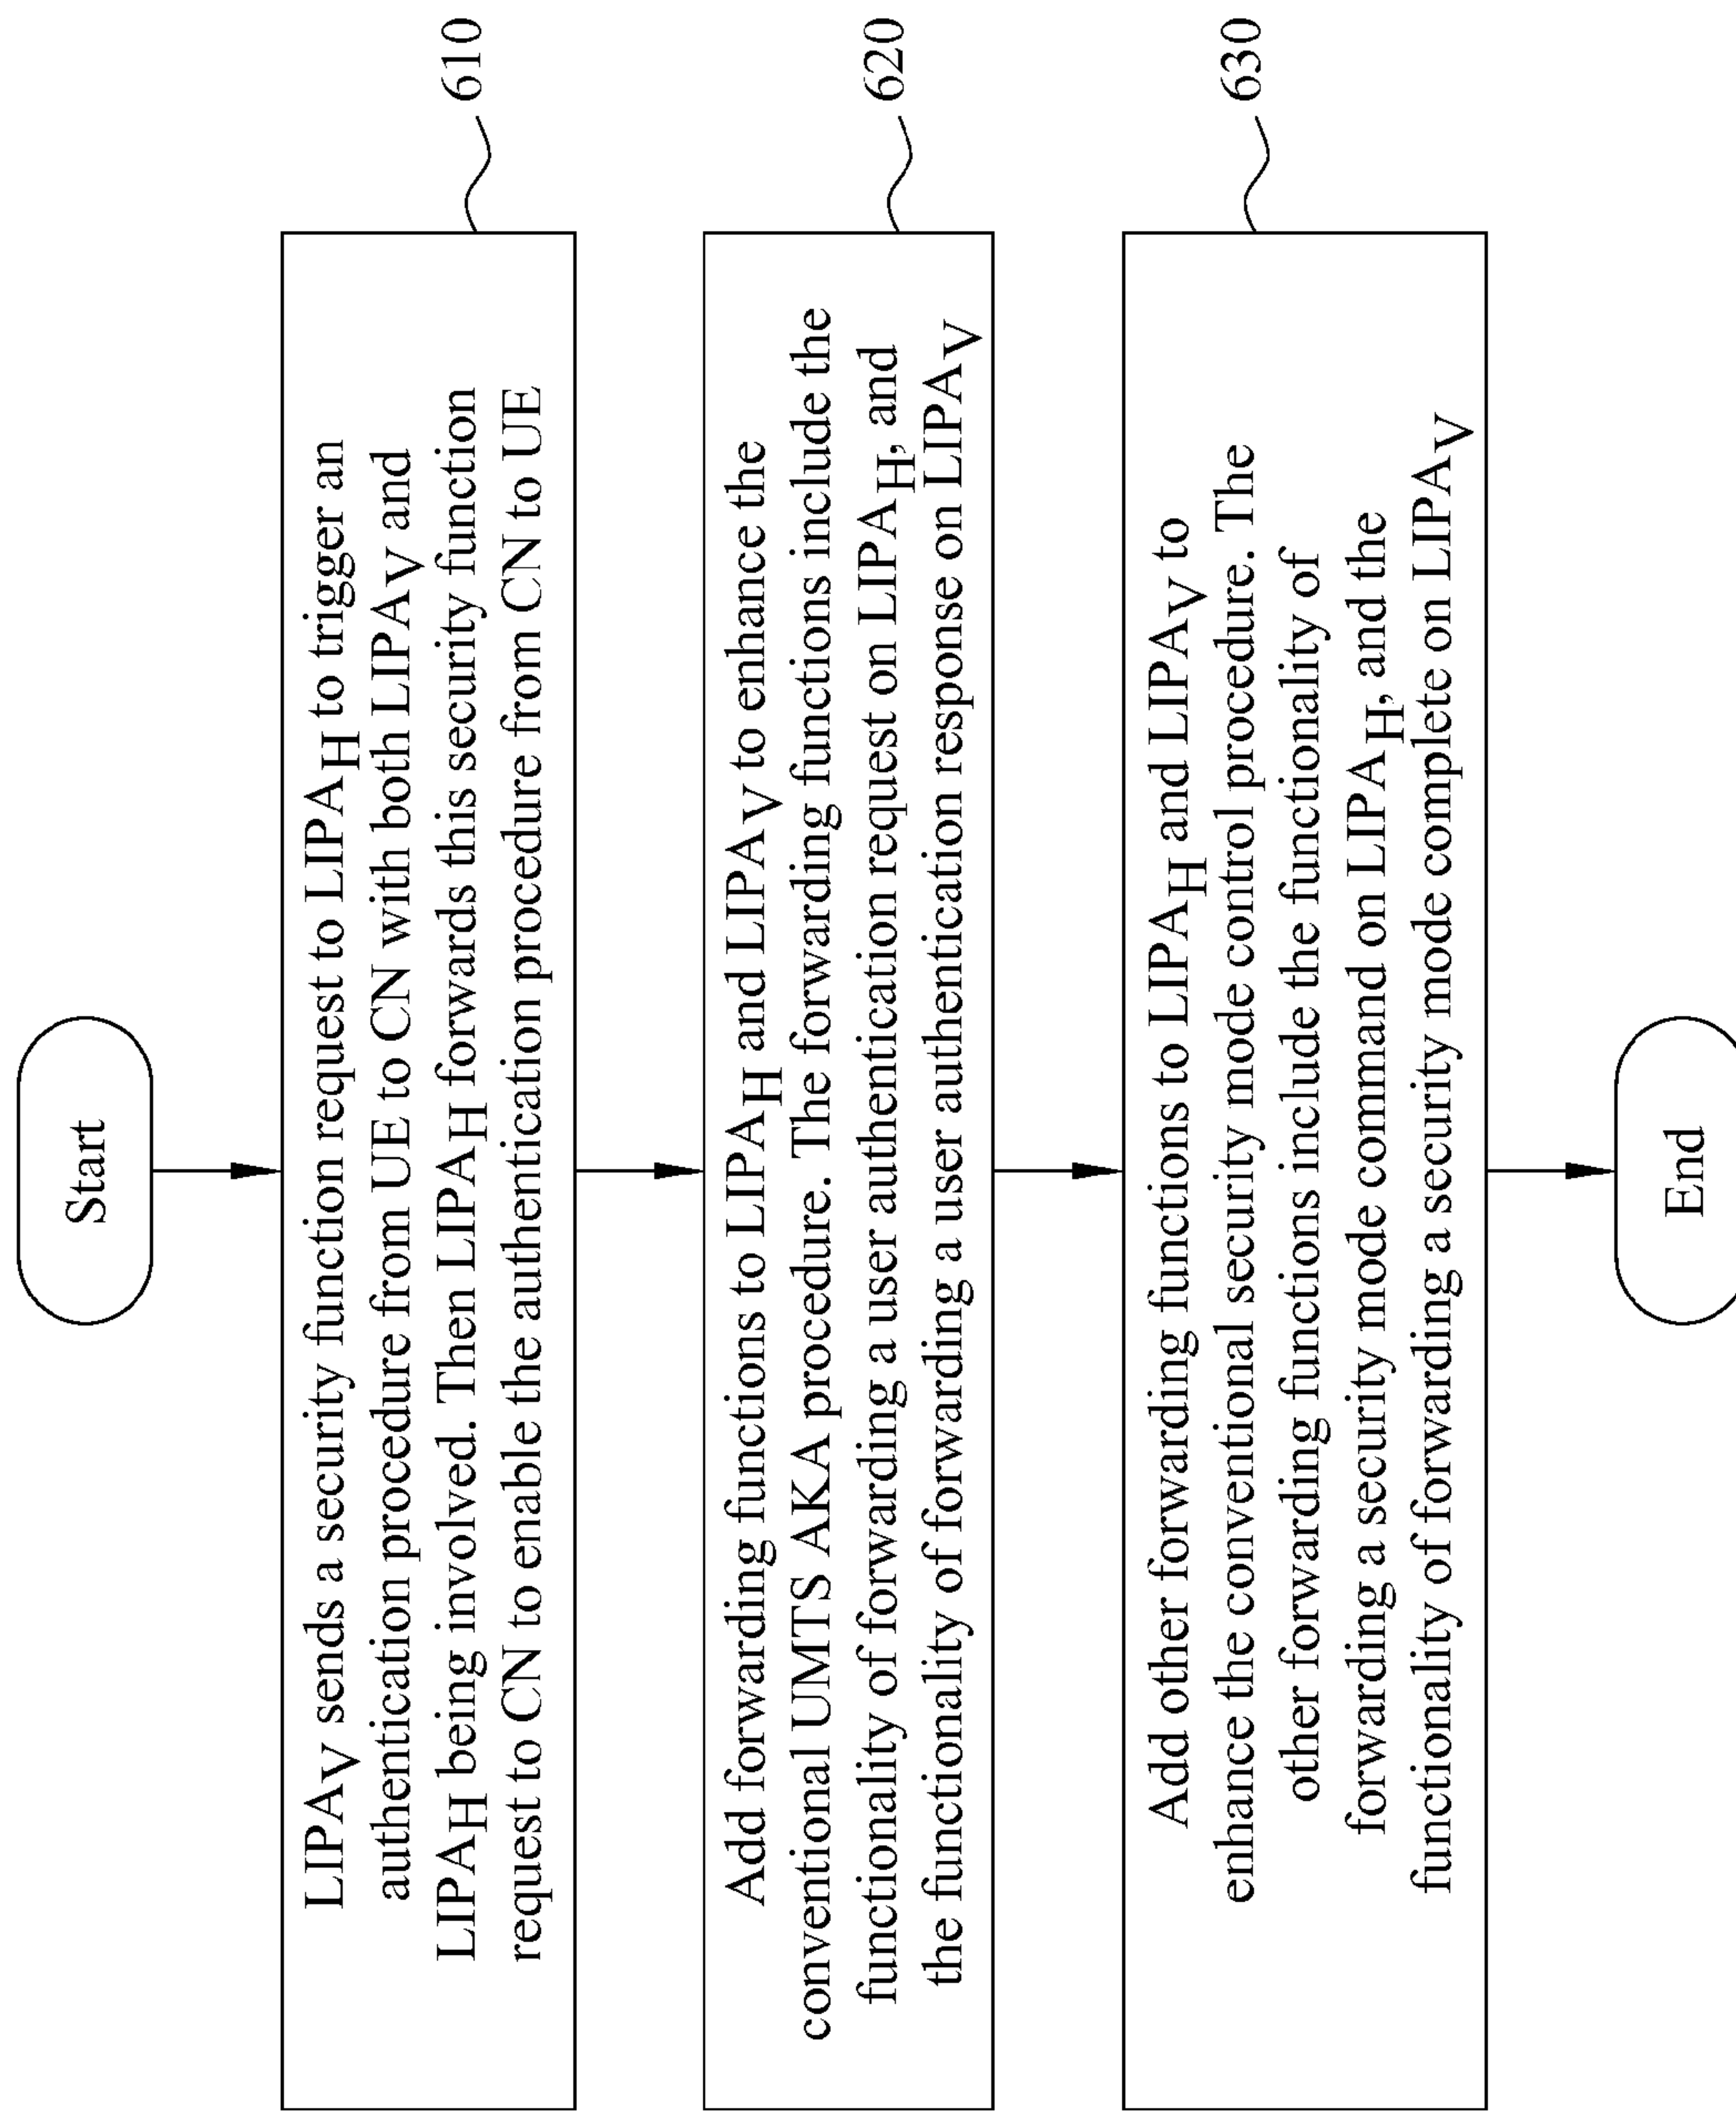 Start
LIPAV sends a security function request to LIPAH to trigger an
authentication procedure from UE to CN with both LIPAV and
LIPAH being involved. Then LIPAH forwards this security function
request to CN to enable the authentication procedure from CN to UE
610
Add forwarding functions to LIPAH and LIPAV to enhance the
conventional UMTS AKA procedure. The forwarding functions include the
functionality of forwarding a user authentication request on LIPAH, and
the functionality of forwarding a user authentication response on LIPAV
620
Add other forwarding functions to LIPAH and LIPAV to
enhance the conventional security mode control procedure. The
other forwarding functions include the functionality of
forwarding a security mode command on LIPAH, and the
functionality of forwarding a security mode complete on LIPAV
630
End